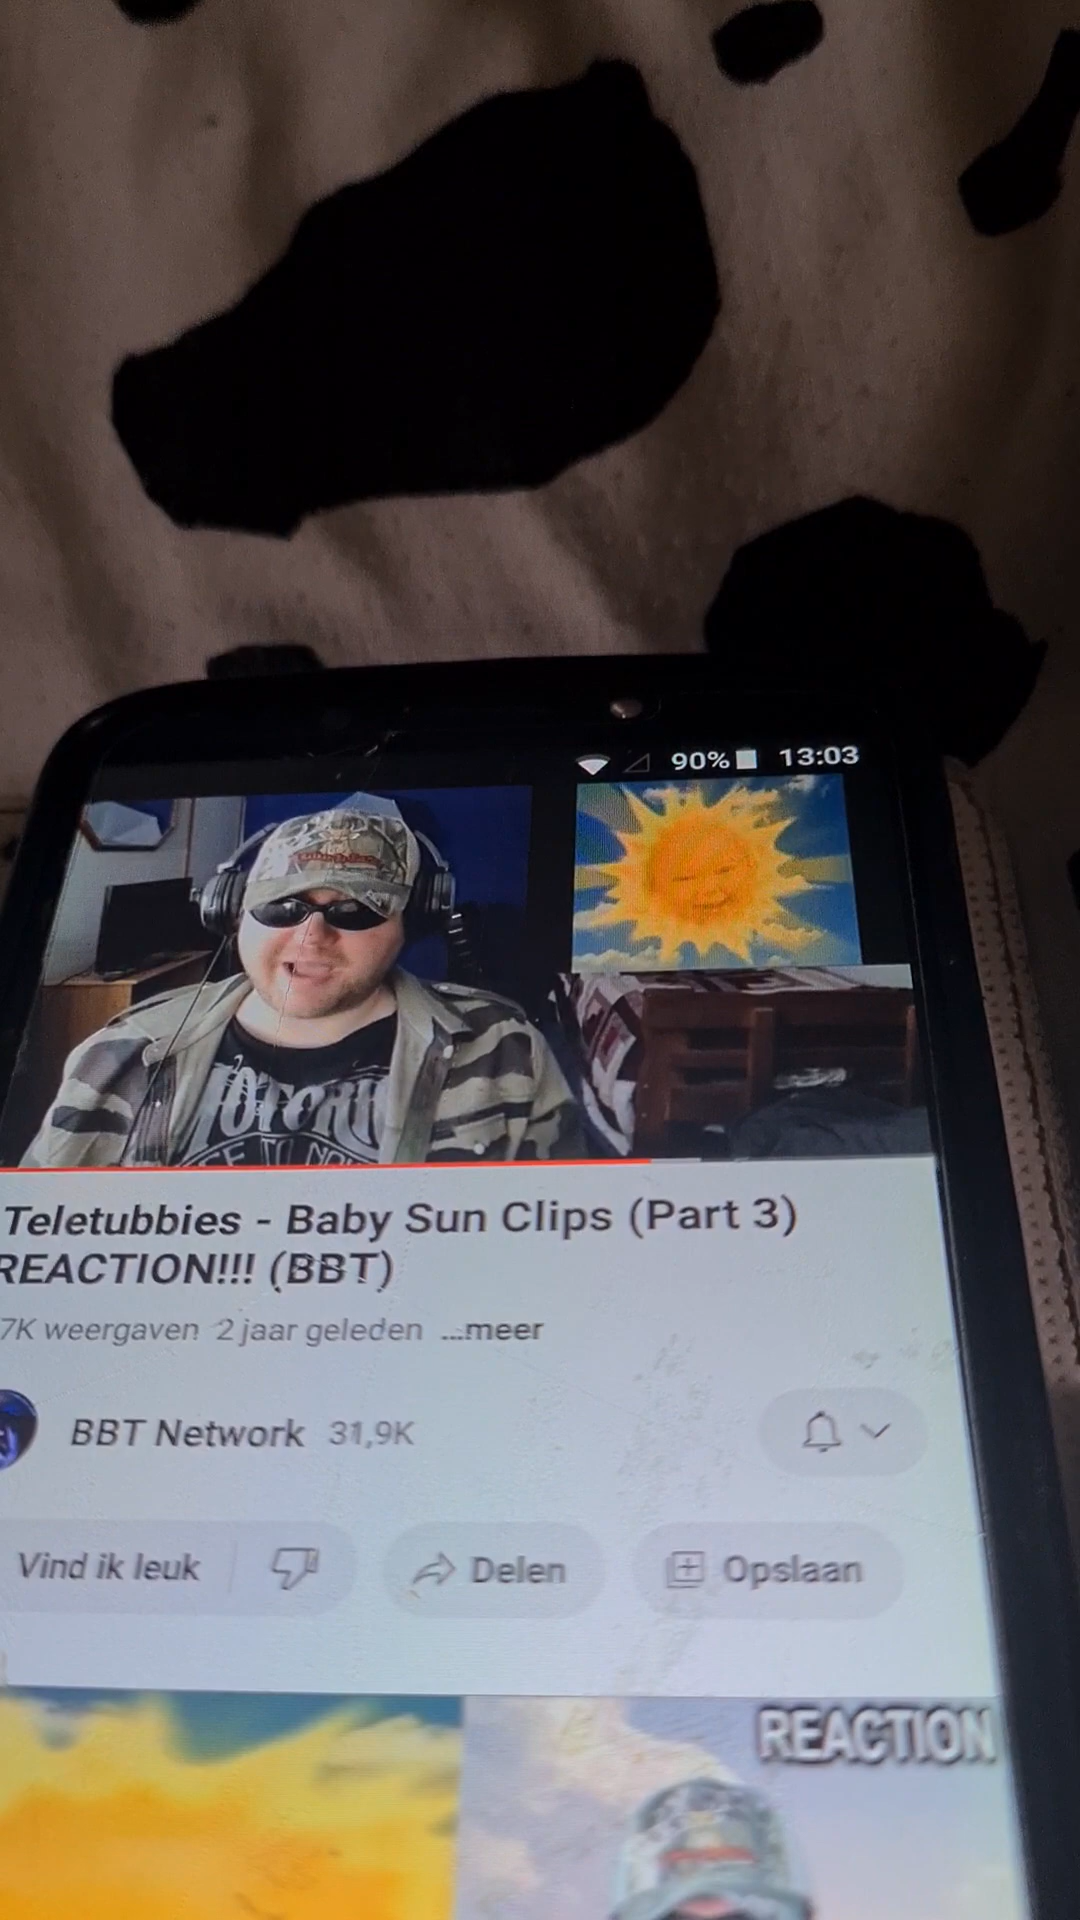 90% 13:03
Teletubbies - Baby Sun Clips (Part 3)
REACTION!!! (BBT)
7K weergaven 2 jaar geleden ...meer
BBT Network 31,9K
Vind ik leuk
Delen
Opslaan
REACTION